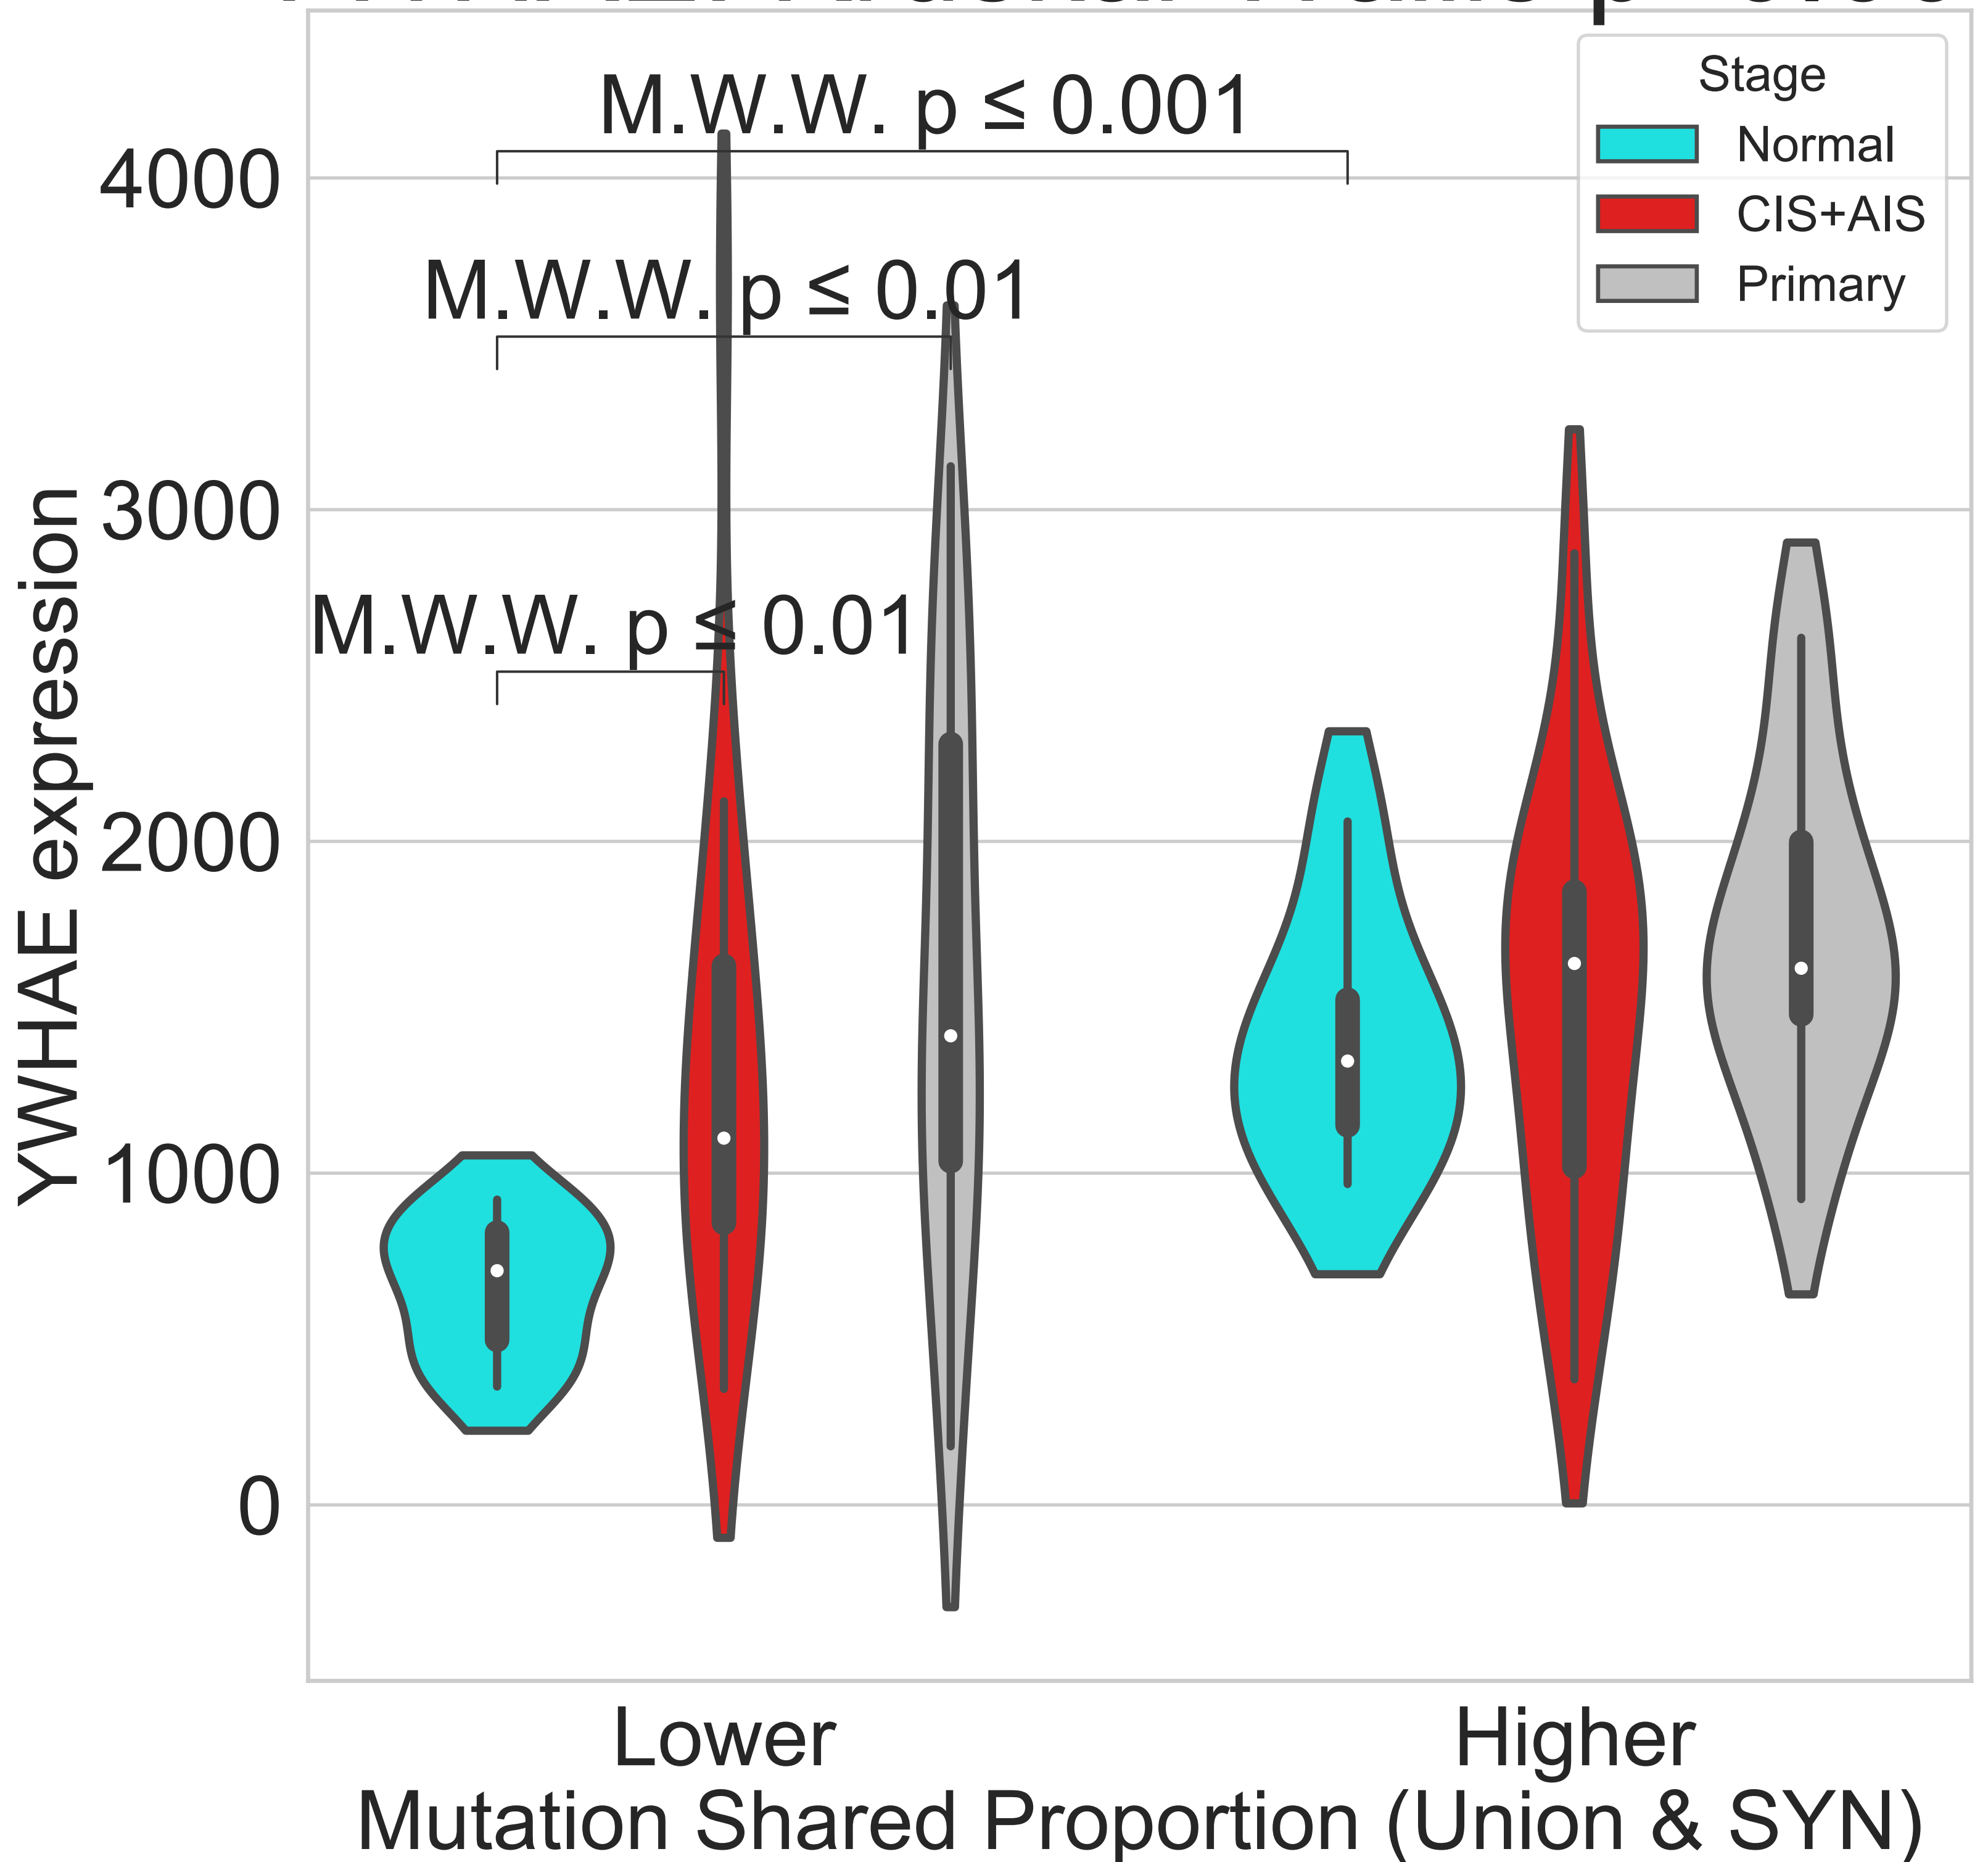 Stage
Normal
CIS+AIS
Primary
M.W.W. p ≤ 0.001
M.W.W. p ≤ 0.01
M.W.W. p ≤ 0.01
4000
3000
2000
1000
0
YWHAE expression
Lower
Higher
Mutation Shared Proportion (Union & SYN)